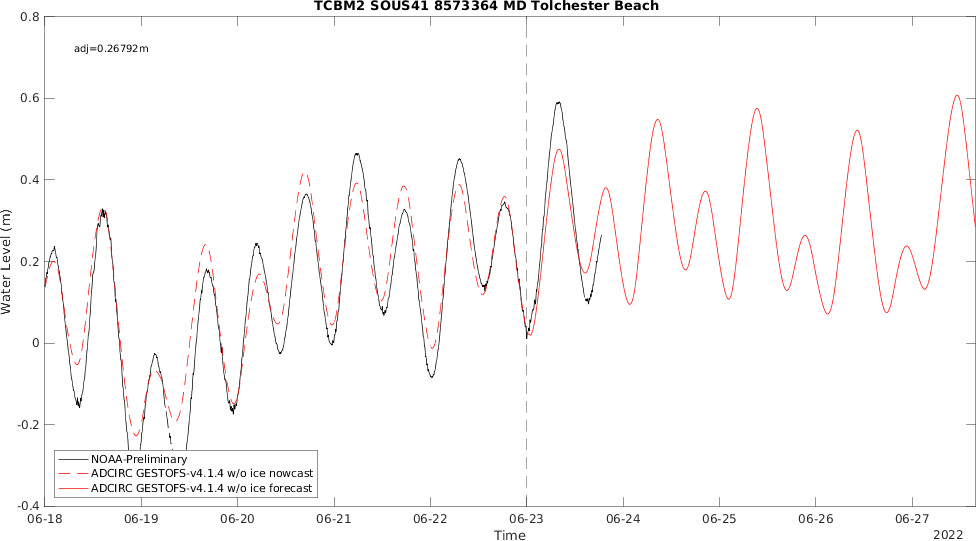 TCBM2 SOUS41 8573364 MD Tolchester Beach
adj=0.26792m
0.8
0.6
0.4
0.2
0
-0.2
-0.4
Water Level (m)
NOAA-Preliminary
ADCIRC GESTOFS-v4.1.4 w/o ice nowcast
ADCIRC GESTOFS-v4.1.4 w/o ice forecast
06-18 06-19 06-20 06-21 06-22 06-23 06-24 06-25 06-26 06-27
Time
2022